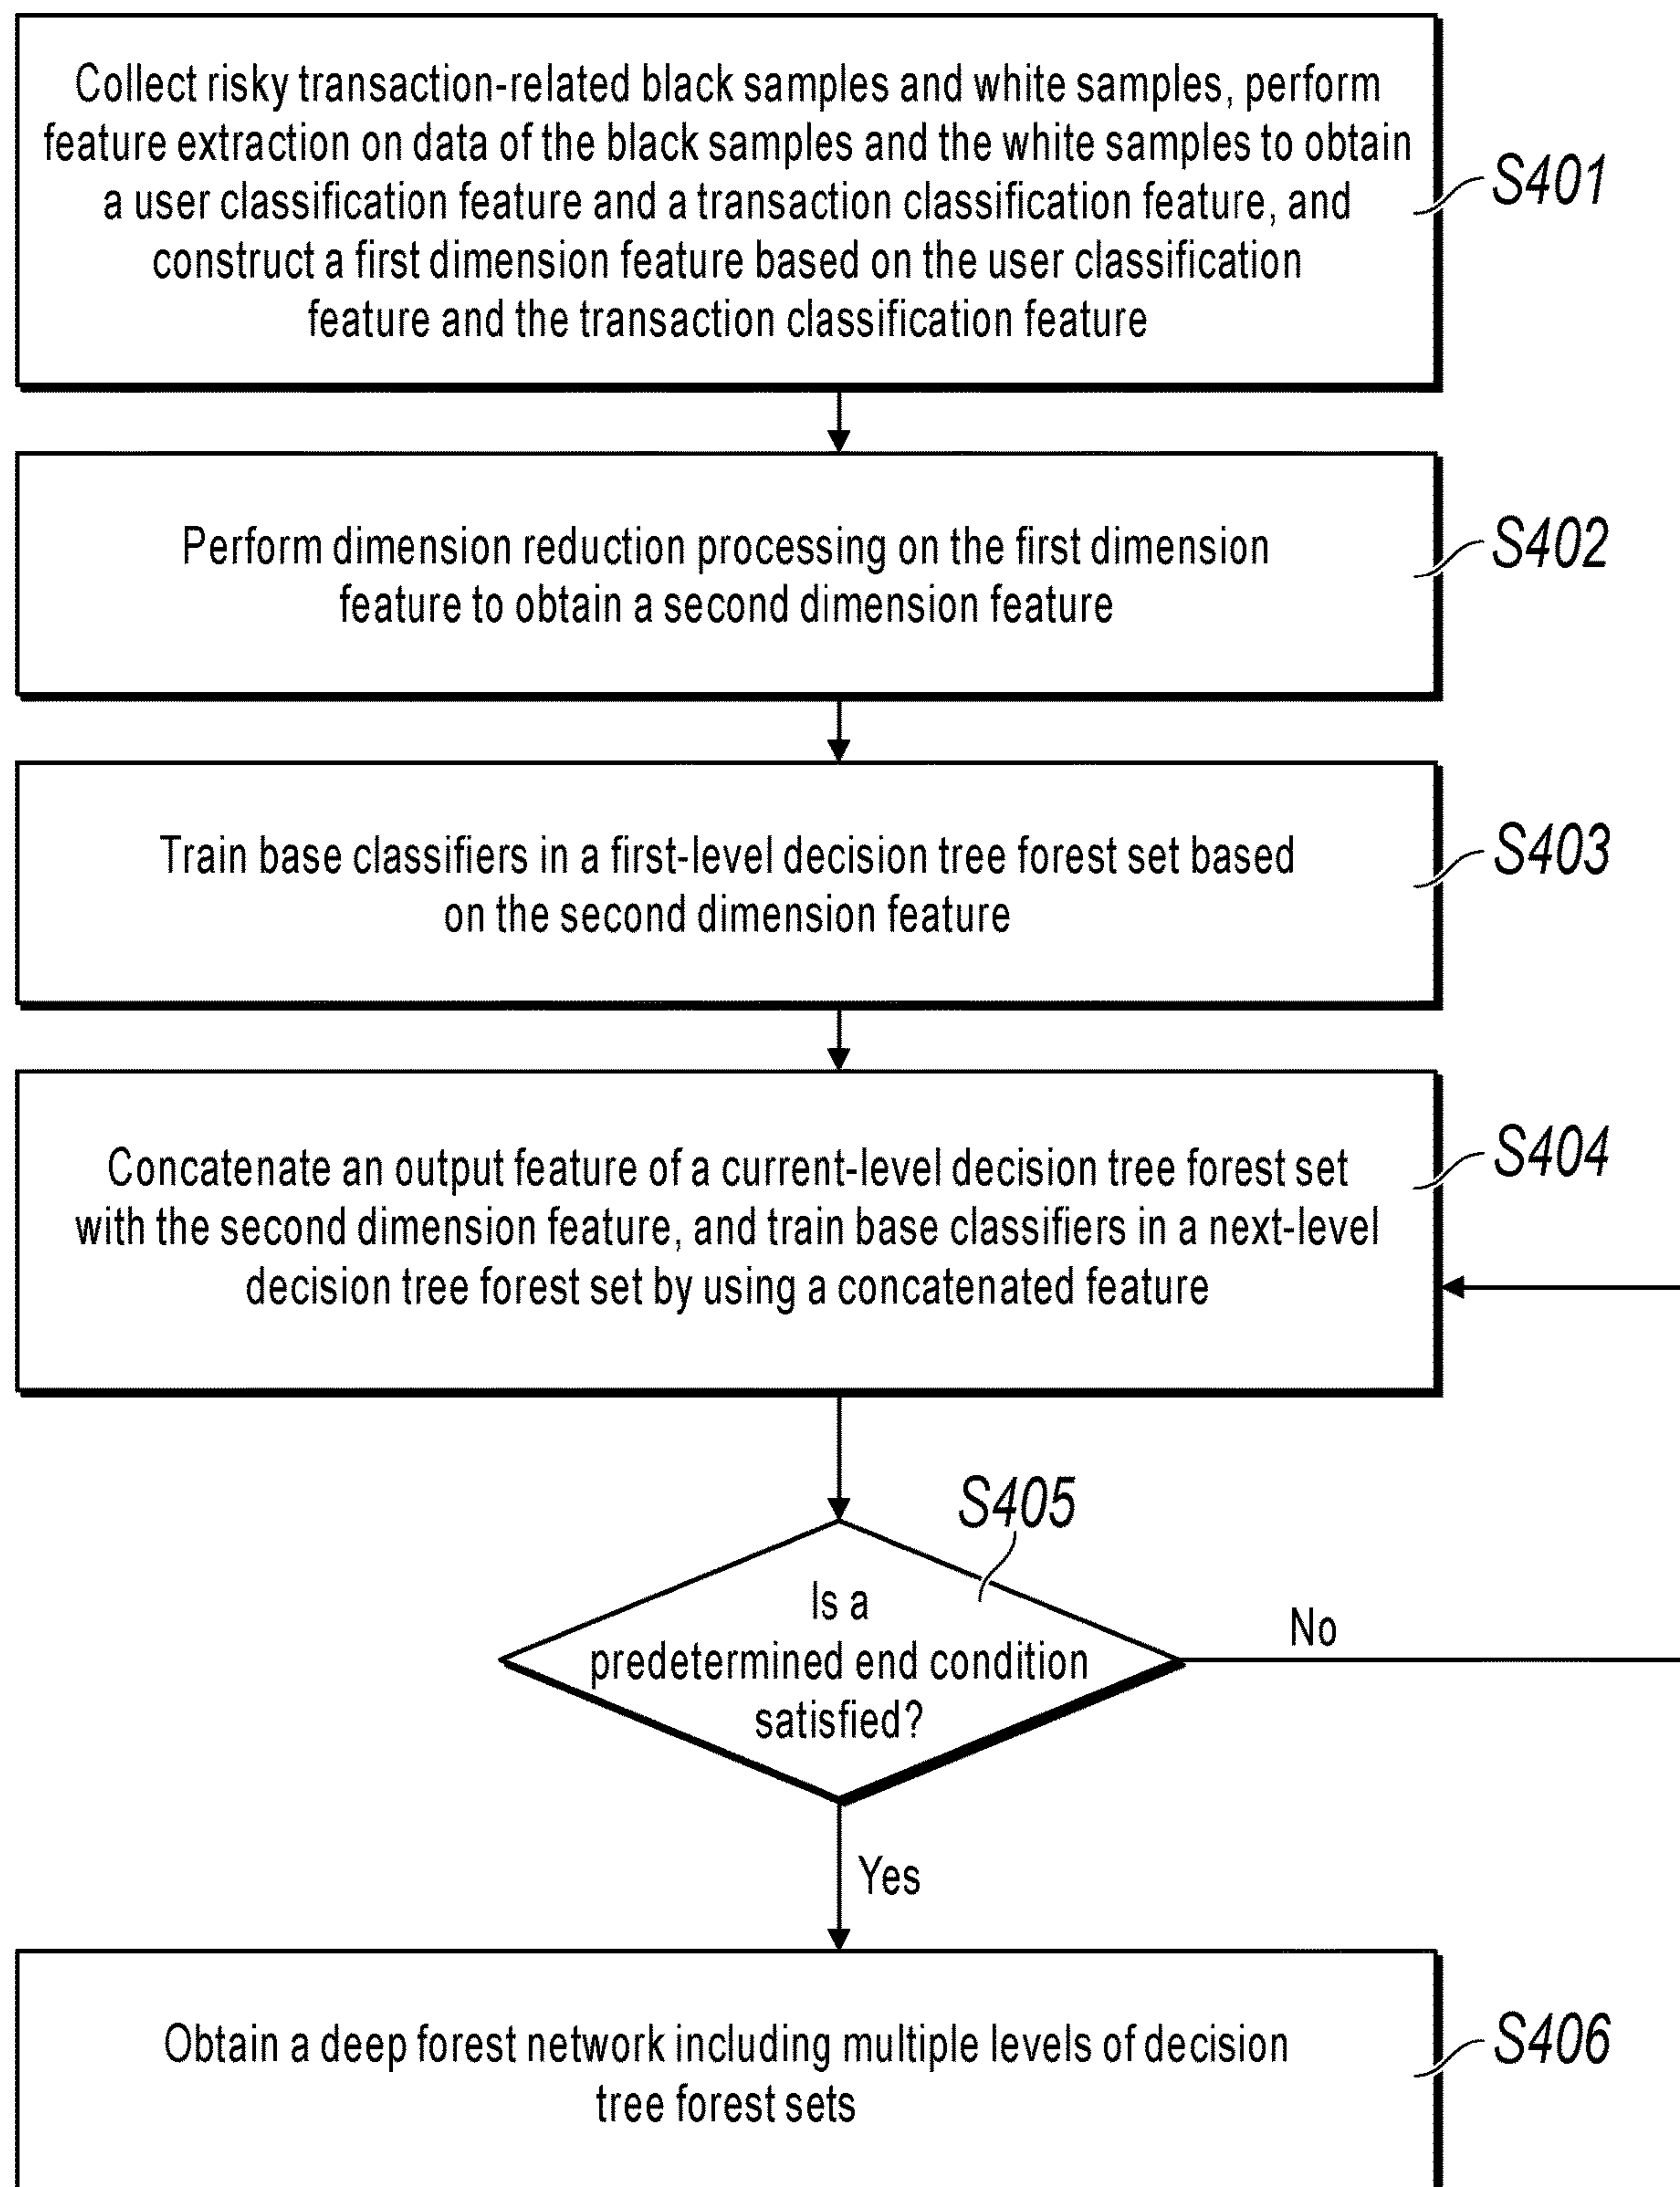 Collect risky transaction-related black samples and white samples, perform
feature extraction on data of the black samples and the white samples to obtain
a user classification feature and a transaction classification feature, and
construct a first dimension feature based on the user classification
feature and the transaction classification feature
S401
Perform dimension reduction processing on the first dimension
feature to obtain a second dimension feature
S402
Train base classifiers in a first-level decision tree forest set based
on the second dimension feature
S403
Concatenate an output feature of a current-level decision tree forest set
with the second dimension feature, and train base classifiers in a next-level
decision tree forest set by using a concatenated feature
S404
S405
Is a
predetermined end condition
satisfied?
No
Yes
Obtain a deep forest network including multiple levels of decision
tree forest sets
S406